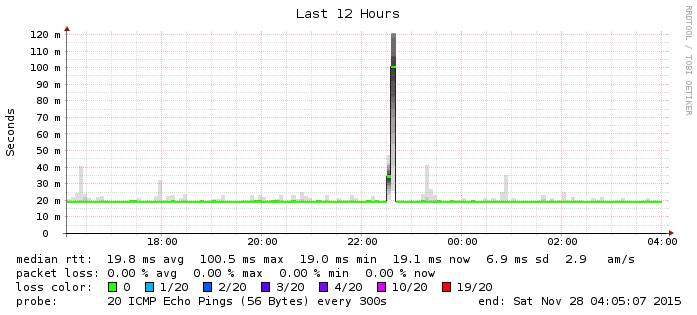 Last 12 Hours
RRDTOOL / TOBI OETIKER
Seconds
120 m
110 m
100 m
90 m
80 m
70 m
60 m
50 m
40 m
30 m
20 m
10 m
0
18:00 20:00 22:00 00:00 02:00 04:00
median rtt: 19.8 ms avg 100.5 ms max 19.0 ms min 19.1 ms now 6.9 ms sd 2.9 am/s
packet loss: 0.00 % avg 0.00 % max 0.00 % min 0.00 % now
loss color: 0 1/20 2/20 3/20 4/20 10/20 19/20
probe: 20 ICMP Echo Pings (56 Bytes) every 300s end: Sat Nov 28 04:05:07 2015